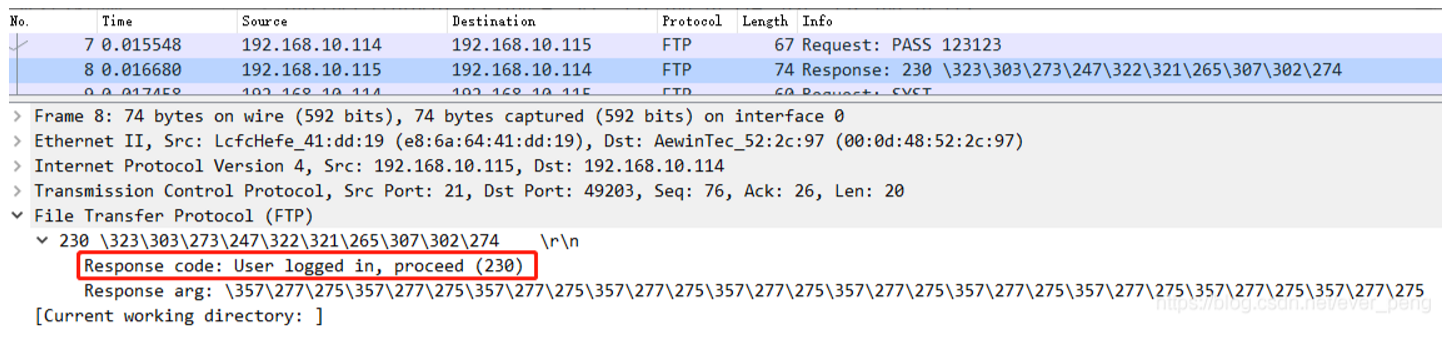 No. Time Source Destination Protocol Length Info
7 0.015548 192.168.10.114 192.168.10.115 FTP 67 Request: PASS 123123
8 0.016680 192.168.10.115 192.168.10.114 FTP 74 Response: 230 \323\303\273\247\322\321\265\307\302\274
9 0.017458 192.168.10.114 192.168.10.115 FTP 60 Request: SYST
Frame 8: 74 bytes on wire (592 bits), 74 bytes captured (592 bits) on interface 0
Ethernet II, Src: LcfcHefe_41:dd:19 (e8:6a:64:41:dd:19), Dst: AewinTec_52:2c:97 (00:0d:48:52:2c:97)
Internet Protocol Version 4, Src: 192.168.10.115, Dst: 192.168.10.114
Transmission Control Protocol, Src Port: 21, Dst Port: 49203, Seq: 76, Ack: 26, Len: 20
File Transfer Protocol (FTP)
230 \323\303\273\247\322\321\265\307\302\274 \r\n
Response code: User logged in, proceed (230)
Response arg: \357\277\275\357\277\275\357\277\275\357\277\275\357\277\275\357\277\275\357\277\275\357\277\275\357\277\275
https://blog.csdn.net/ever_peng
[Current working directory: ]